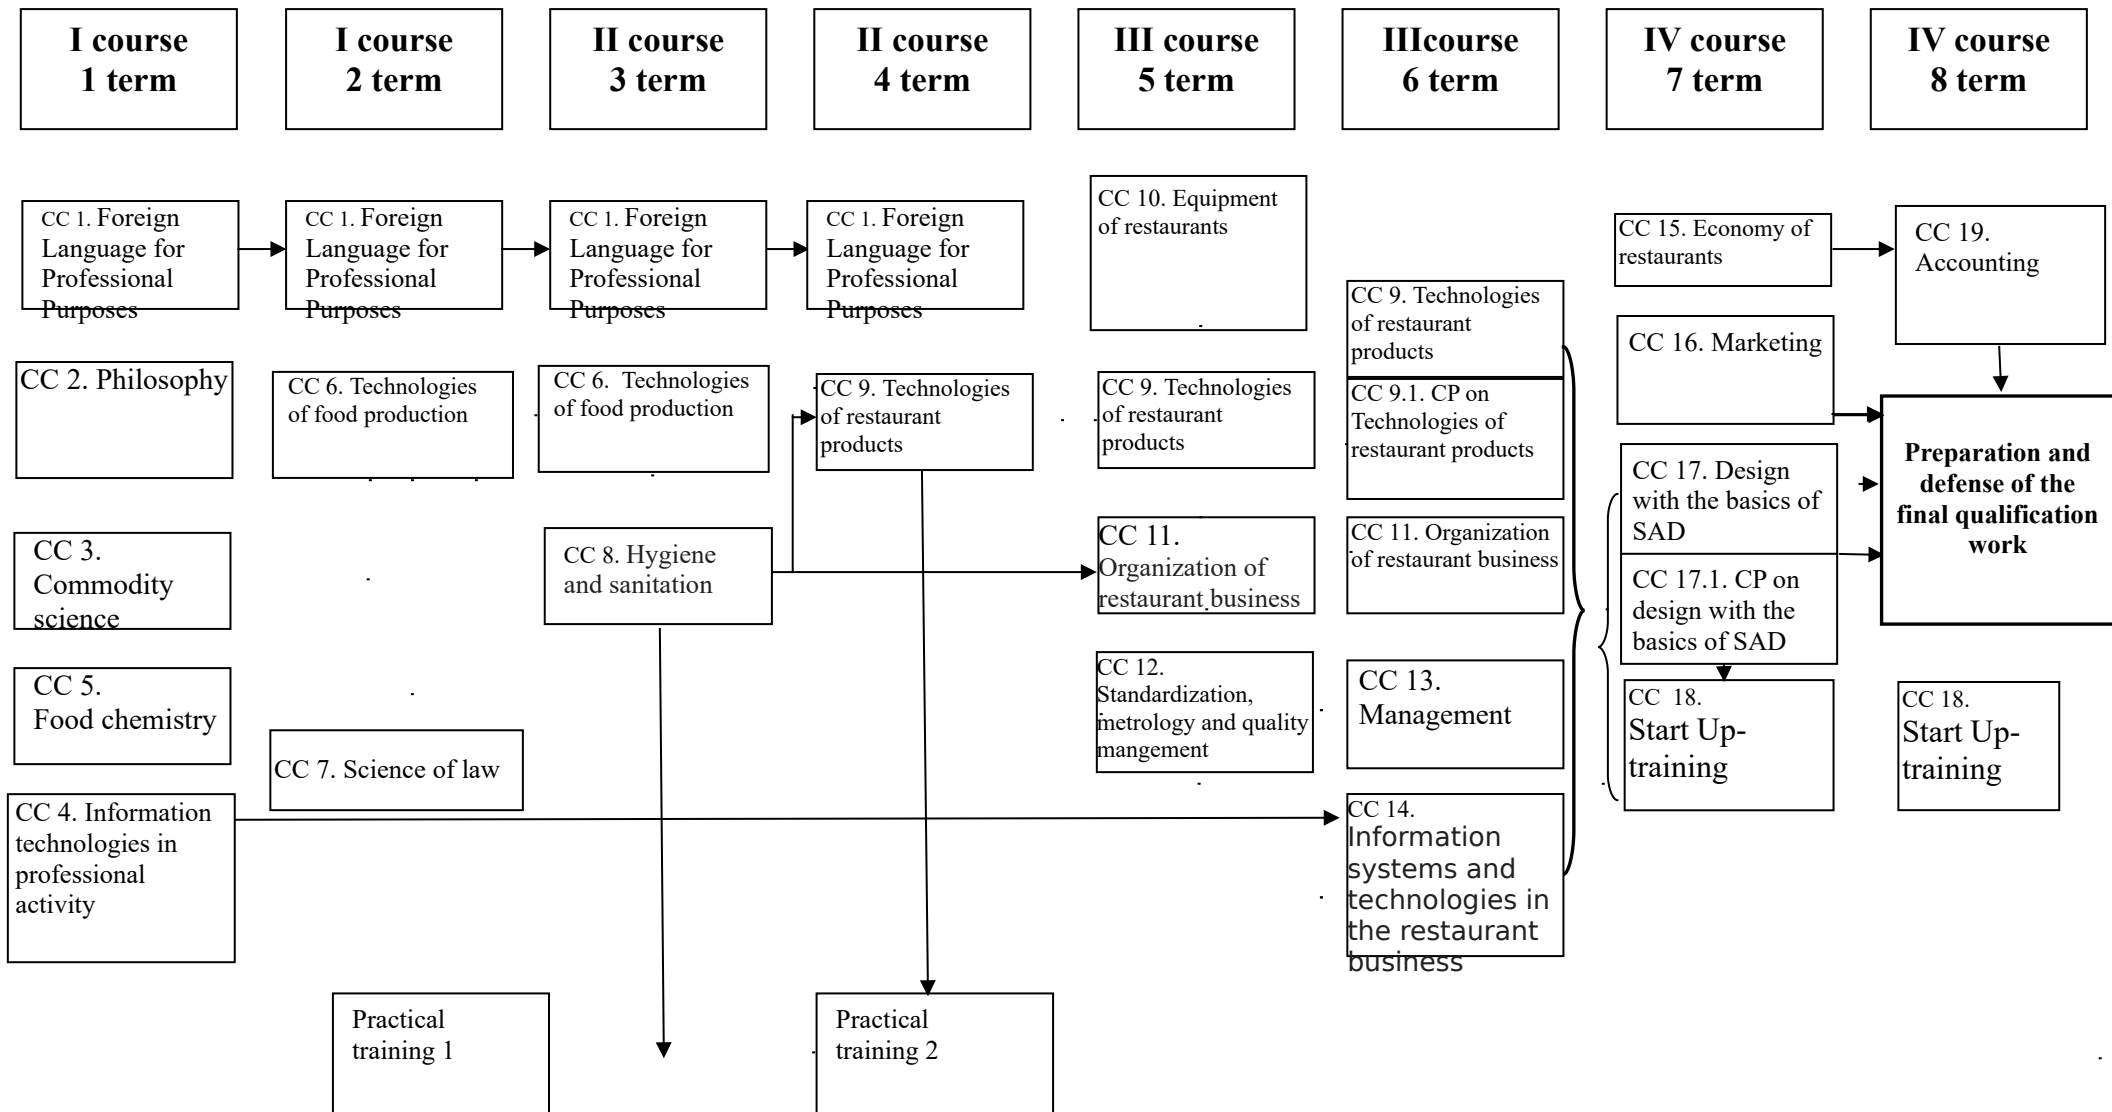 I course
1 term
I course
2 term
II course
3 term
II course
4 term
III course
5 term
IIIcourse
6 term
IV course
7 term
IV course
8 term
CC 1. Foreign
Language for
Professional
Purposes
CC 1. Foreign
Language for
Professional
Purposes
CC 1. Foreign
Language for
Professional
Purposes
CC 1. Foreign
Language for
Professional
Purposes
CC 10. Equipment
of restaurants
CC 9. Technologies
of restaurant
products
CC 15. Economy of
restaurants
CC 19.
Accounting
CC 2. Philosophy
CC 6. Technologies
of food production
CC 6. Technologies
of food production
CC 9. Technologies
of restaurant
products
CC 9. Technologies
of restaurant
products
CC 9.1. CP on
Technologies of
restaurant products
CC 16. Marketing
Preparation and
defense of the
final qualification
work
CC 3.
Commodity
science
CC 8. Hygiene
and sanitation
CC 11.
Organization of
restaurant business
CC 11. Organization
of restaurant business
CC 17. Design
with the basics of
SAD
CC 17.1. CP on
design with the
basics of SAD
CC 5.
Food chemistry
CC 7. Science of law
CC 12.
Standardization,
metrology and quality
mangement
CC 13.
Management
CC 18.
Start Up-
training
CC 18.
Start Up-
training
CC 4. Information
technologies in
professional
activity
CC 14.
Information
systems and
technologies in
the restaurant
business
Practical
training 1
Practical
training 2